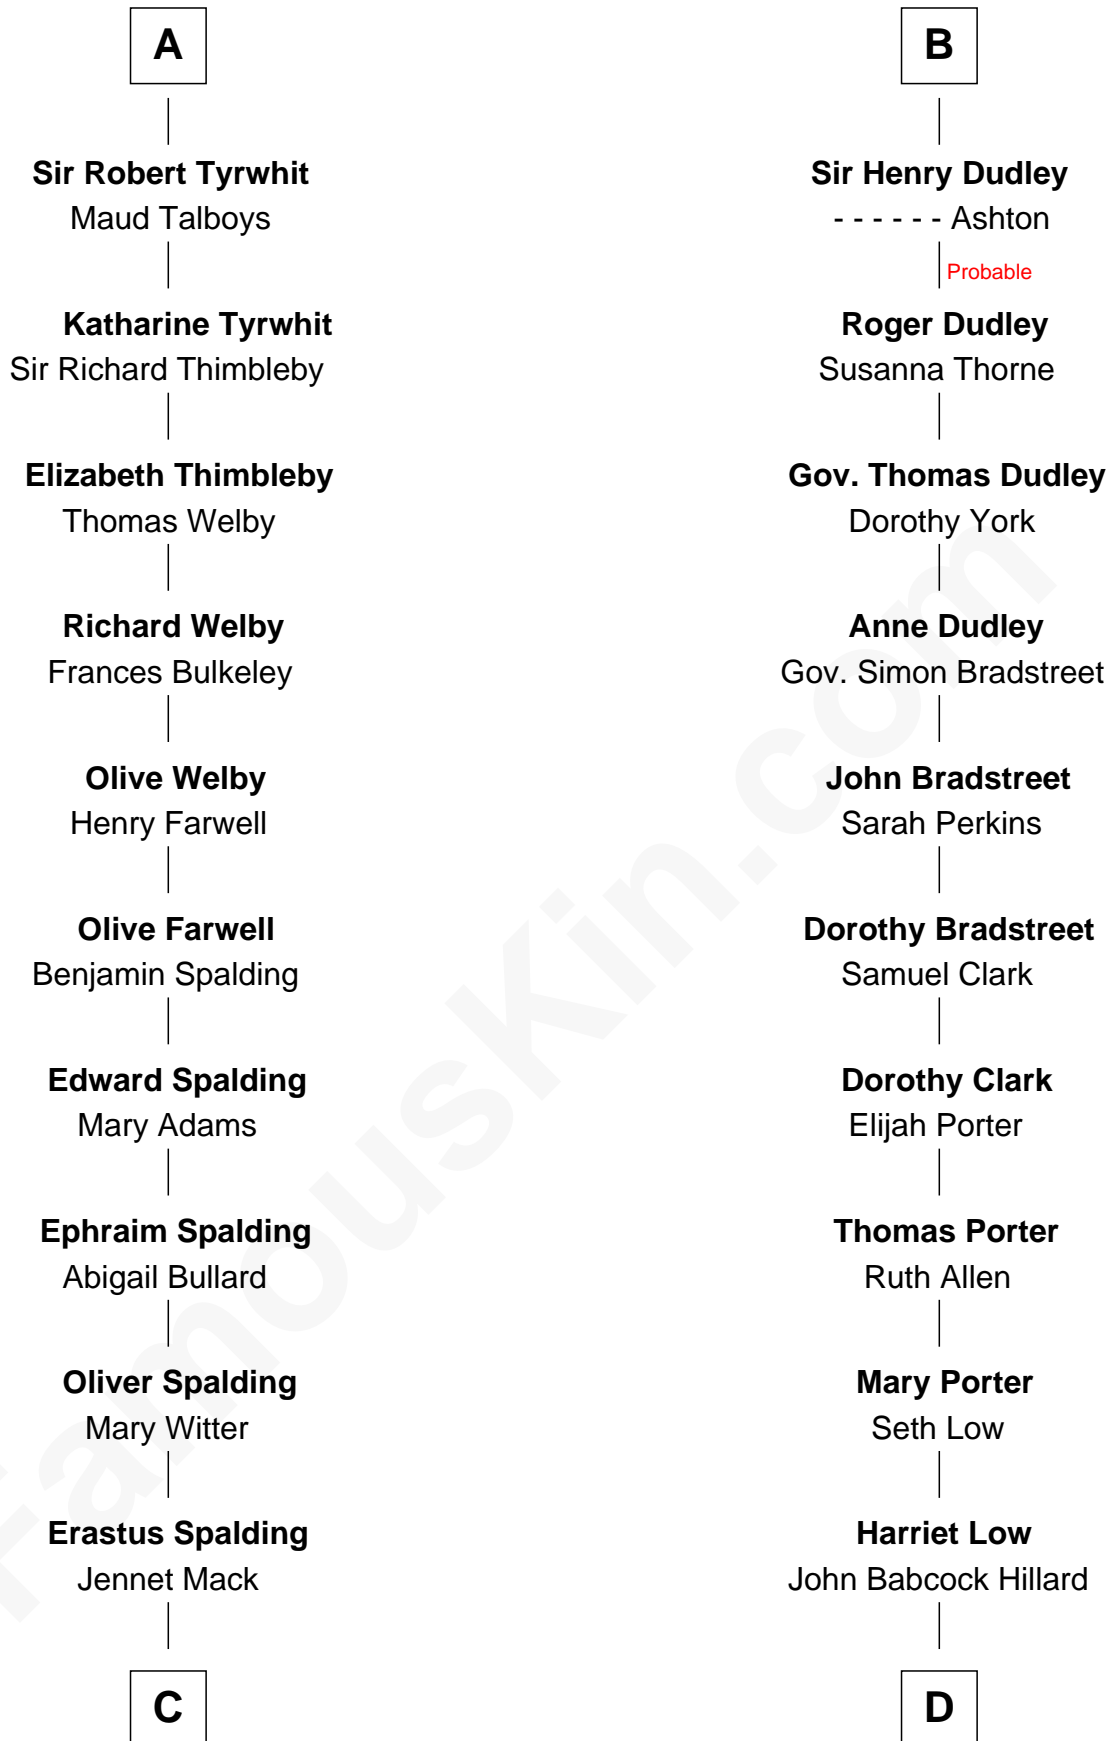 A
Sir Robert Tyrwhit
Maud Talboys
Katharine Tyrwhit
Sir Richard Thimbleby
Elizabeth Thimbleby
Thomas Welby
Richard Welby
Frances Bulkeley
Olive Welby
Henry Farwell
Olive Farwell
Benjamin Spalding
Edward Spalding
Mary Adams
Ephraim Spalding
Abigail Bullard
Oliver Spalding
Mary Witter
Erastus Spalding
Jennet Mack
C
B
Sir Henry Dudley
- - - - - - Ashton
Probable
Roger Dudley
Susanna Thorne
Gov. Thomas Dudley
Dorothy York
Anne Dudley
Gov. Simon Bradstreet
John Bradstreet
Sarah Perkins
Dorothy Bradstreet
Samuel Clark
Dorothy Clark
Elijah Porter
Thomas Porter
Ruth Allen
Mary Porter
Seth Low
Harriet Low
John Babcock Hillard
D
FamousKin.com